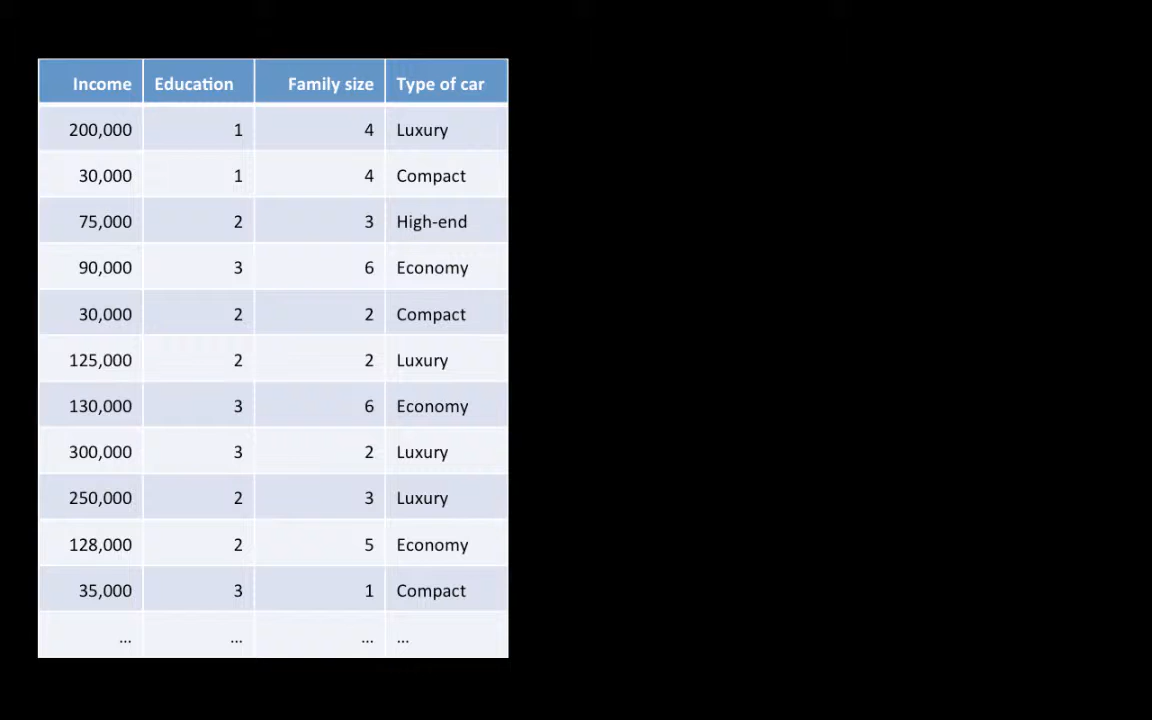 Income Education Family size Type of car
200,000 1 4 Luxury
30,000 1 4 Compact
75,000 2 3 High-end
90,000 3 6 Economy
30,000 2 2 Compact
125,000 2 2 Luxury
130,000 3 6 Economy
300,000 3 2 Luxury
250,000 2 3 Luxury
128,000 2 5 Economy
35,000 3 1 Compact
... ... ... ...